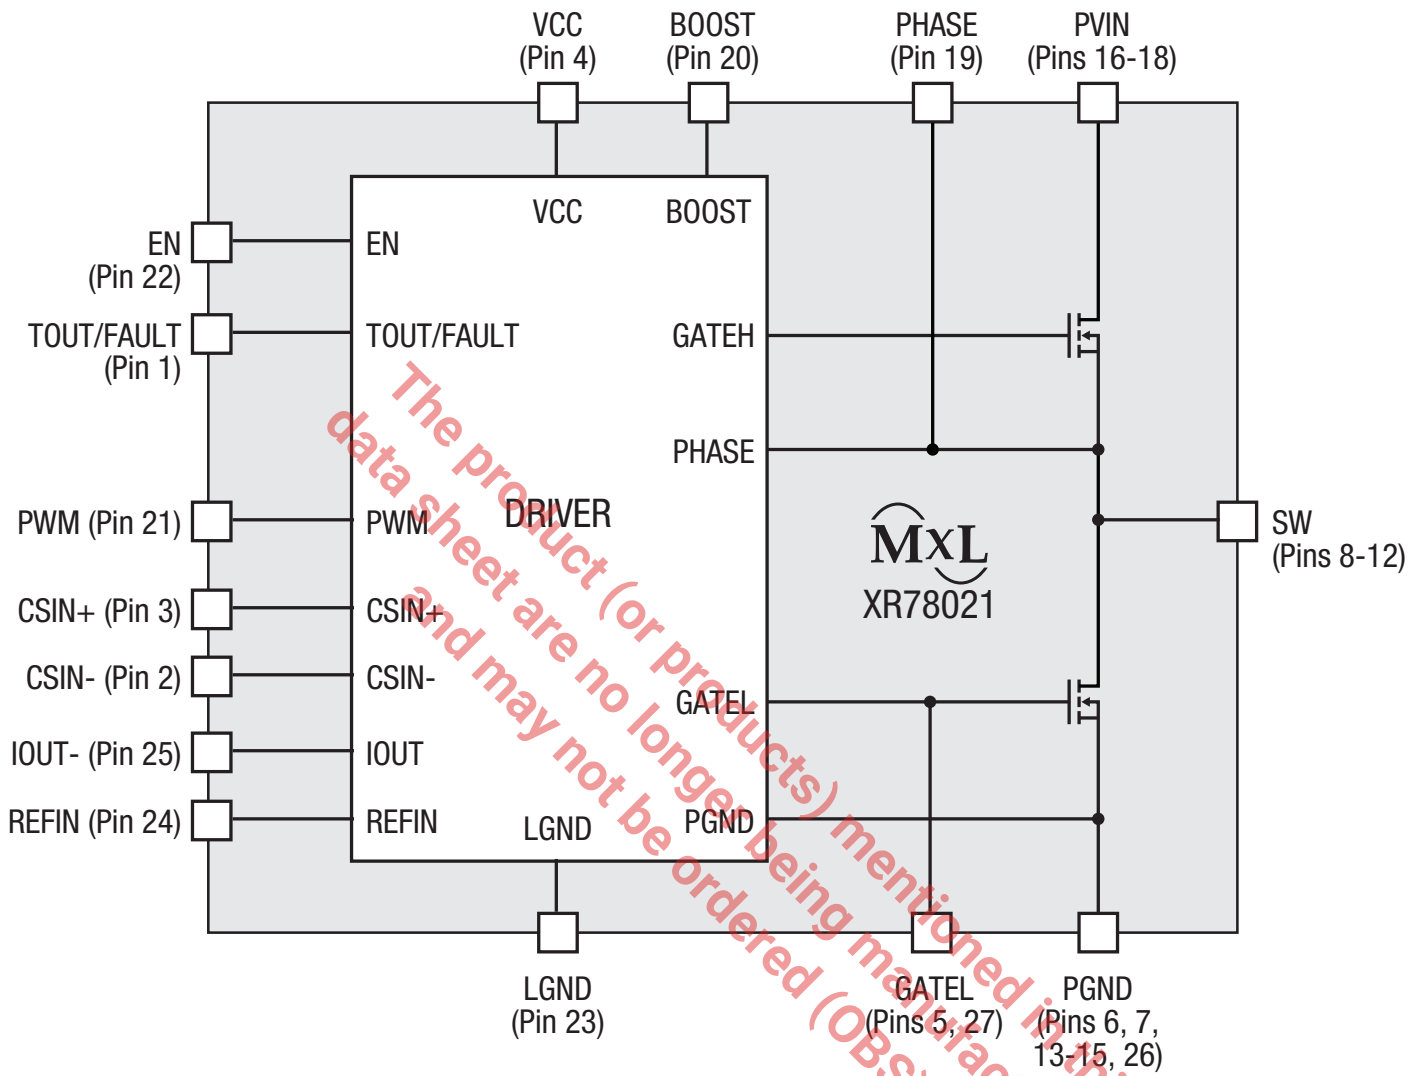 VCC
(Pin 4)
BOOST
(Pin 20)
PHASE
(Pin 19)
PVIN
(Pins 16-18)
VCC
BOOST
EN
(Pin 22)
EN
TOUT/FAULT
(Pin 1)
TOUT/FAULT
GATEH
PHASE
PWM (Pin 21)
PWM
DRIVER
MxL
XR78021
SW
(Pins 8-12)
CSIN+ (Pin 3)
CSIN+
CSIN- (Pin 2)
CSIN-
GATEL
IOUT- (Pin 25)
IOUT
REFIN (Pin 24)
REFIN
LGND
PGND
LGND
(Pin 23)
GATEL
(Pins 5, 27)
PGND
(Pins 6, 7,
13-15, 26)
The product (or products) mentioned in this
data sheet are no longer being
and may not be ordered